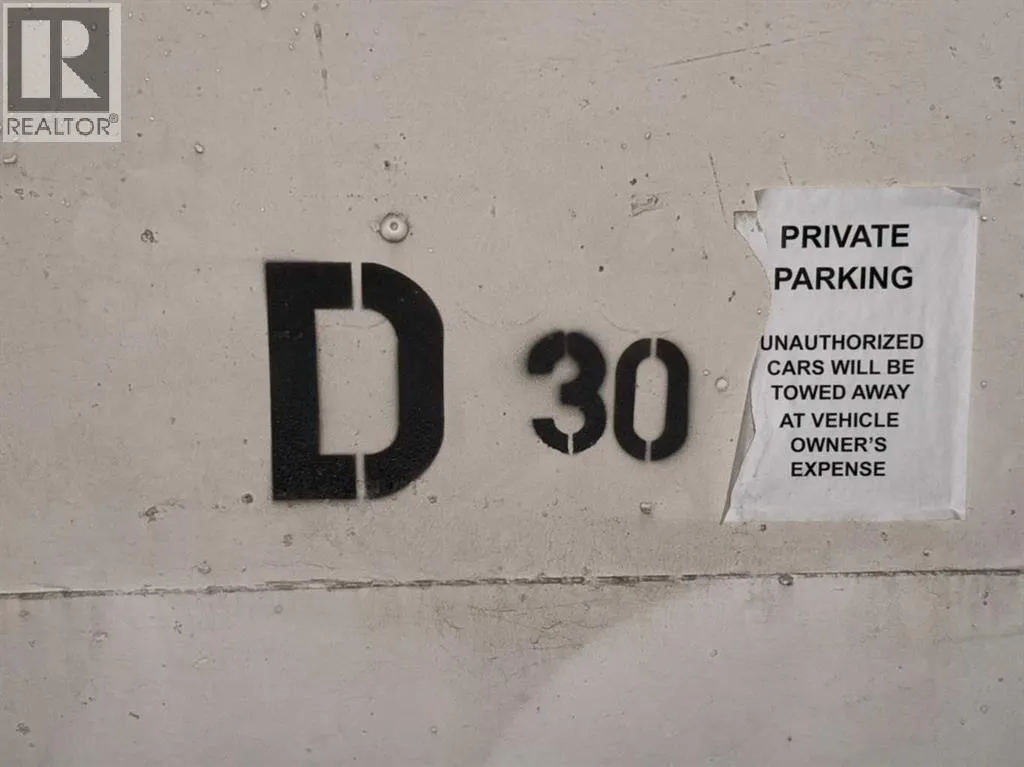 R
REALTOR®
D 30
PRIVATE
PARKING
UNAUTHORIZED
CARS WILL BE
TOWED AWAY
AT VEHICLE
OWNER'S
EXPENSE